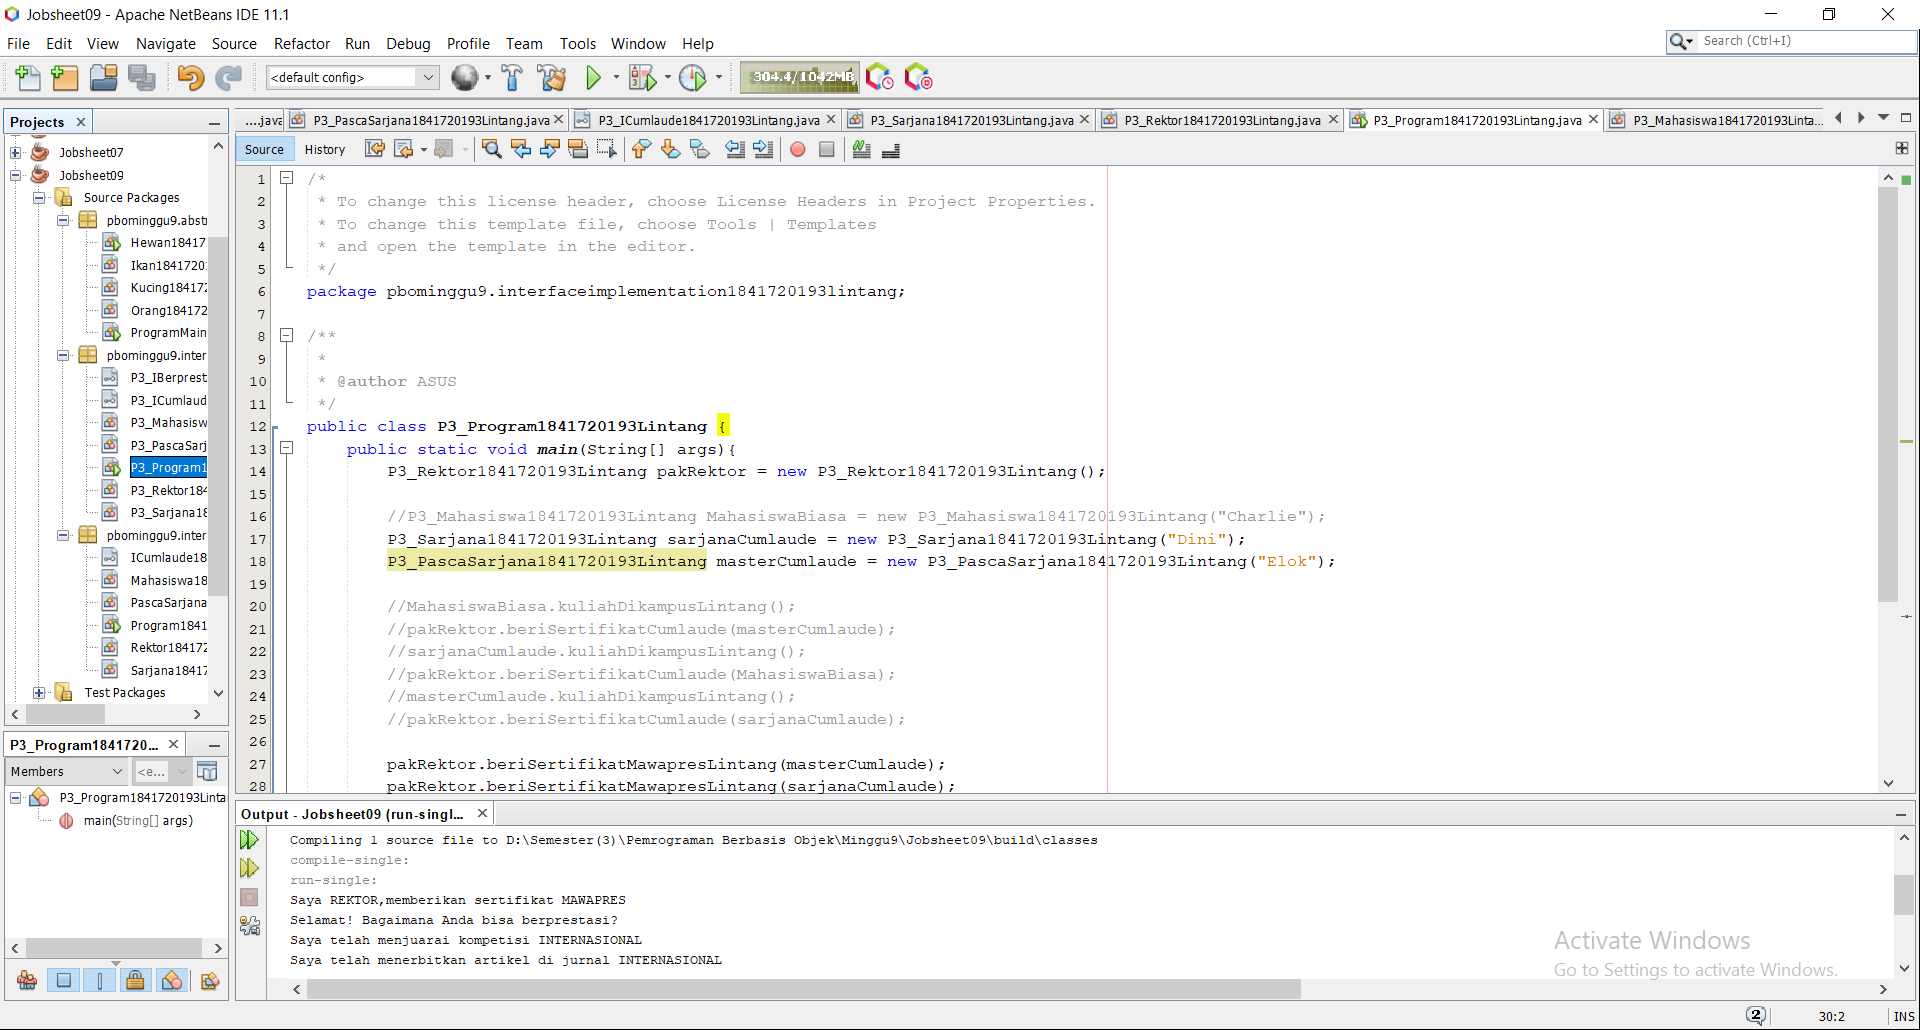 Jobsheet09 - Apache NetBeans IDE 11.1
File Edit View Navigate Source Refactor Run Debug Profile Team Tools Window Help
Search (Ctrl+I)
<default config>
304.4/1042MB
Projects
....java
P3_PascaSarjana1841720193Lintang.java
P3_ICumlaude1841720193Lintang.java
P3_Sarjana1841720193Lintang.java
P3_Rektor1841720193Lintang.java
P3_Program1841720193Lintang.java
P3_Mahasiswa1841720193Linta...
Source History
Jobsheet07
Jobsheet09
Source Packages
pbominggu9.abst
Hewan18417
Ikan1841720
Kucing18417
Orang184172
ProgramMain
pbominggu9.inter
P3_IBerprest
P3_ICumlaud
P3_Mahasisw
P3_PascaSarj
P3_Program1
P3_Rektor184
P3_Sarjana18
pbominggu9.inter
ICumlaude18
Mahasiswa18
PascaSarjana
Program1841
Rektor184172
Sarjana18417
Test Packages
1 /*
2 * To change this license header, choose License Headers in Project Properties.
3 * To change this template file, choose Tools | Templates
4 * and open the template in the editor.
5 */
6 package pbominggu9.interfaceimplementation1841720193lintang;
7
8 /**
9 *
10 * @author ASUS
11 */
12 public class P3_Program1841720193Lintang {
13 public static void main(String[] args){
14 P3_Rektor1841720193Lintang pakRektor = new P3_Rektor1841720193Lintang();
15
16 //P3_Mahasiswa1841720193Lintang MahasiswaBiasa = new P3_Mahasiswa1841720193Lintang("Charlie");
17 P3_Sarjana1841720193Lintang sarjanaCumlaude = new P3_Sarjana1841720193Lintang("Dini");
18 P3_PascaSarjana1841720193Lintang masterCumlaude = new P3_PascaSarjana1841720193Lintang("Elok");
19
20 //MahasiswaBiasa.kuliahDikampusLintang();
21 //pakRektor.beriSertifikatCumlaude(masterCumlaude);
22 //sarjanaCumlaude.kuliahDikampusLintang();
23 //pakRektor.beriSertifikatCumlaude(MahasiswaBiasa);
24 //masterCumlaude.kuliahDikampusLintang();
25 //pakRektor.beriSertifikatCumlaude(sarjanaCumlaude);
26
27 pakRektor.beriSertifikatMawapresLintang(masterCumlaude);
28 pakRektor.beriSertifikatMawapresLintang(sarjanaCumlaude);
P3_Program1841720...
Members
<e...
P3_Program1841720193Linta
main(String[] args)
Output - Jobsheet09 (run-singl...
Compiling 1 source file to D:\Semester(3)\Pemrograman Berbasis Objek\Minggu9\Jobsheet09\build\classes
compile-single:
run-single:
Saya REKTOR,memberikan sertifikat MAWAPRES
Selamat! Bagaimana Anda bisa berprestasi?
Saya telah menjuarai kompetisi INTERNASIONAL
Saya telah menerbitkan artikel di jurnal INTERNASIONAL
Activate Windows
Go to Settings to activate Windows.
2
30:2
INS